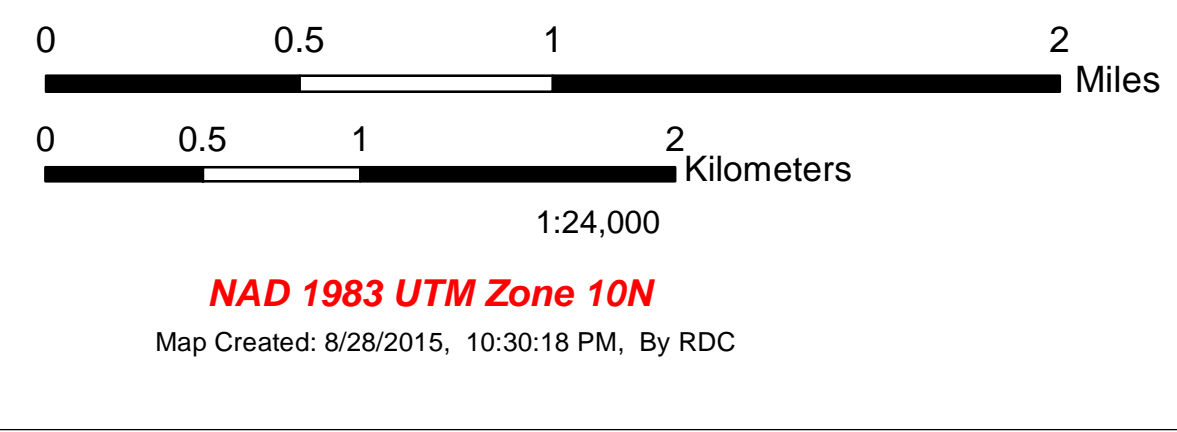 0 0.5 1 2
Miles
0 0.5 1 2
Kilometers
1:24,000
NAD 1983 UTM Zone 10N
Map Created: 8/28/2015, 10:30:18 PM, By RDC